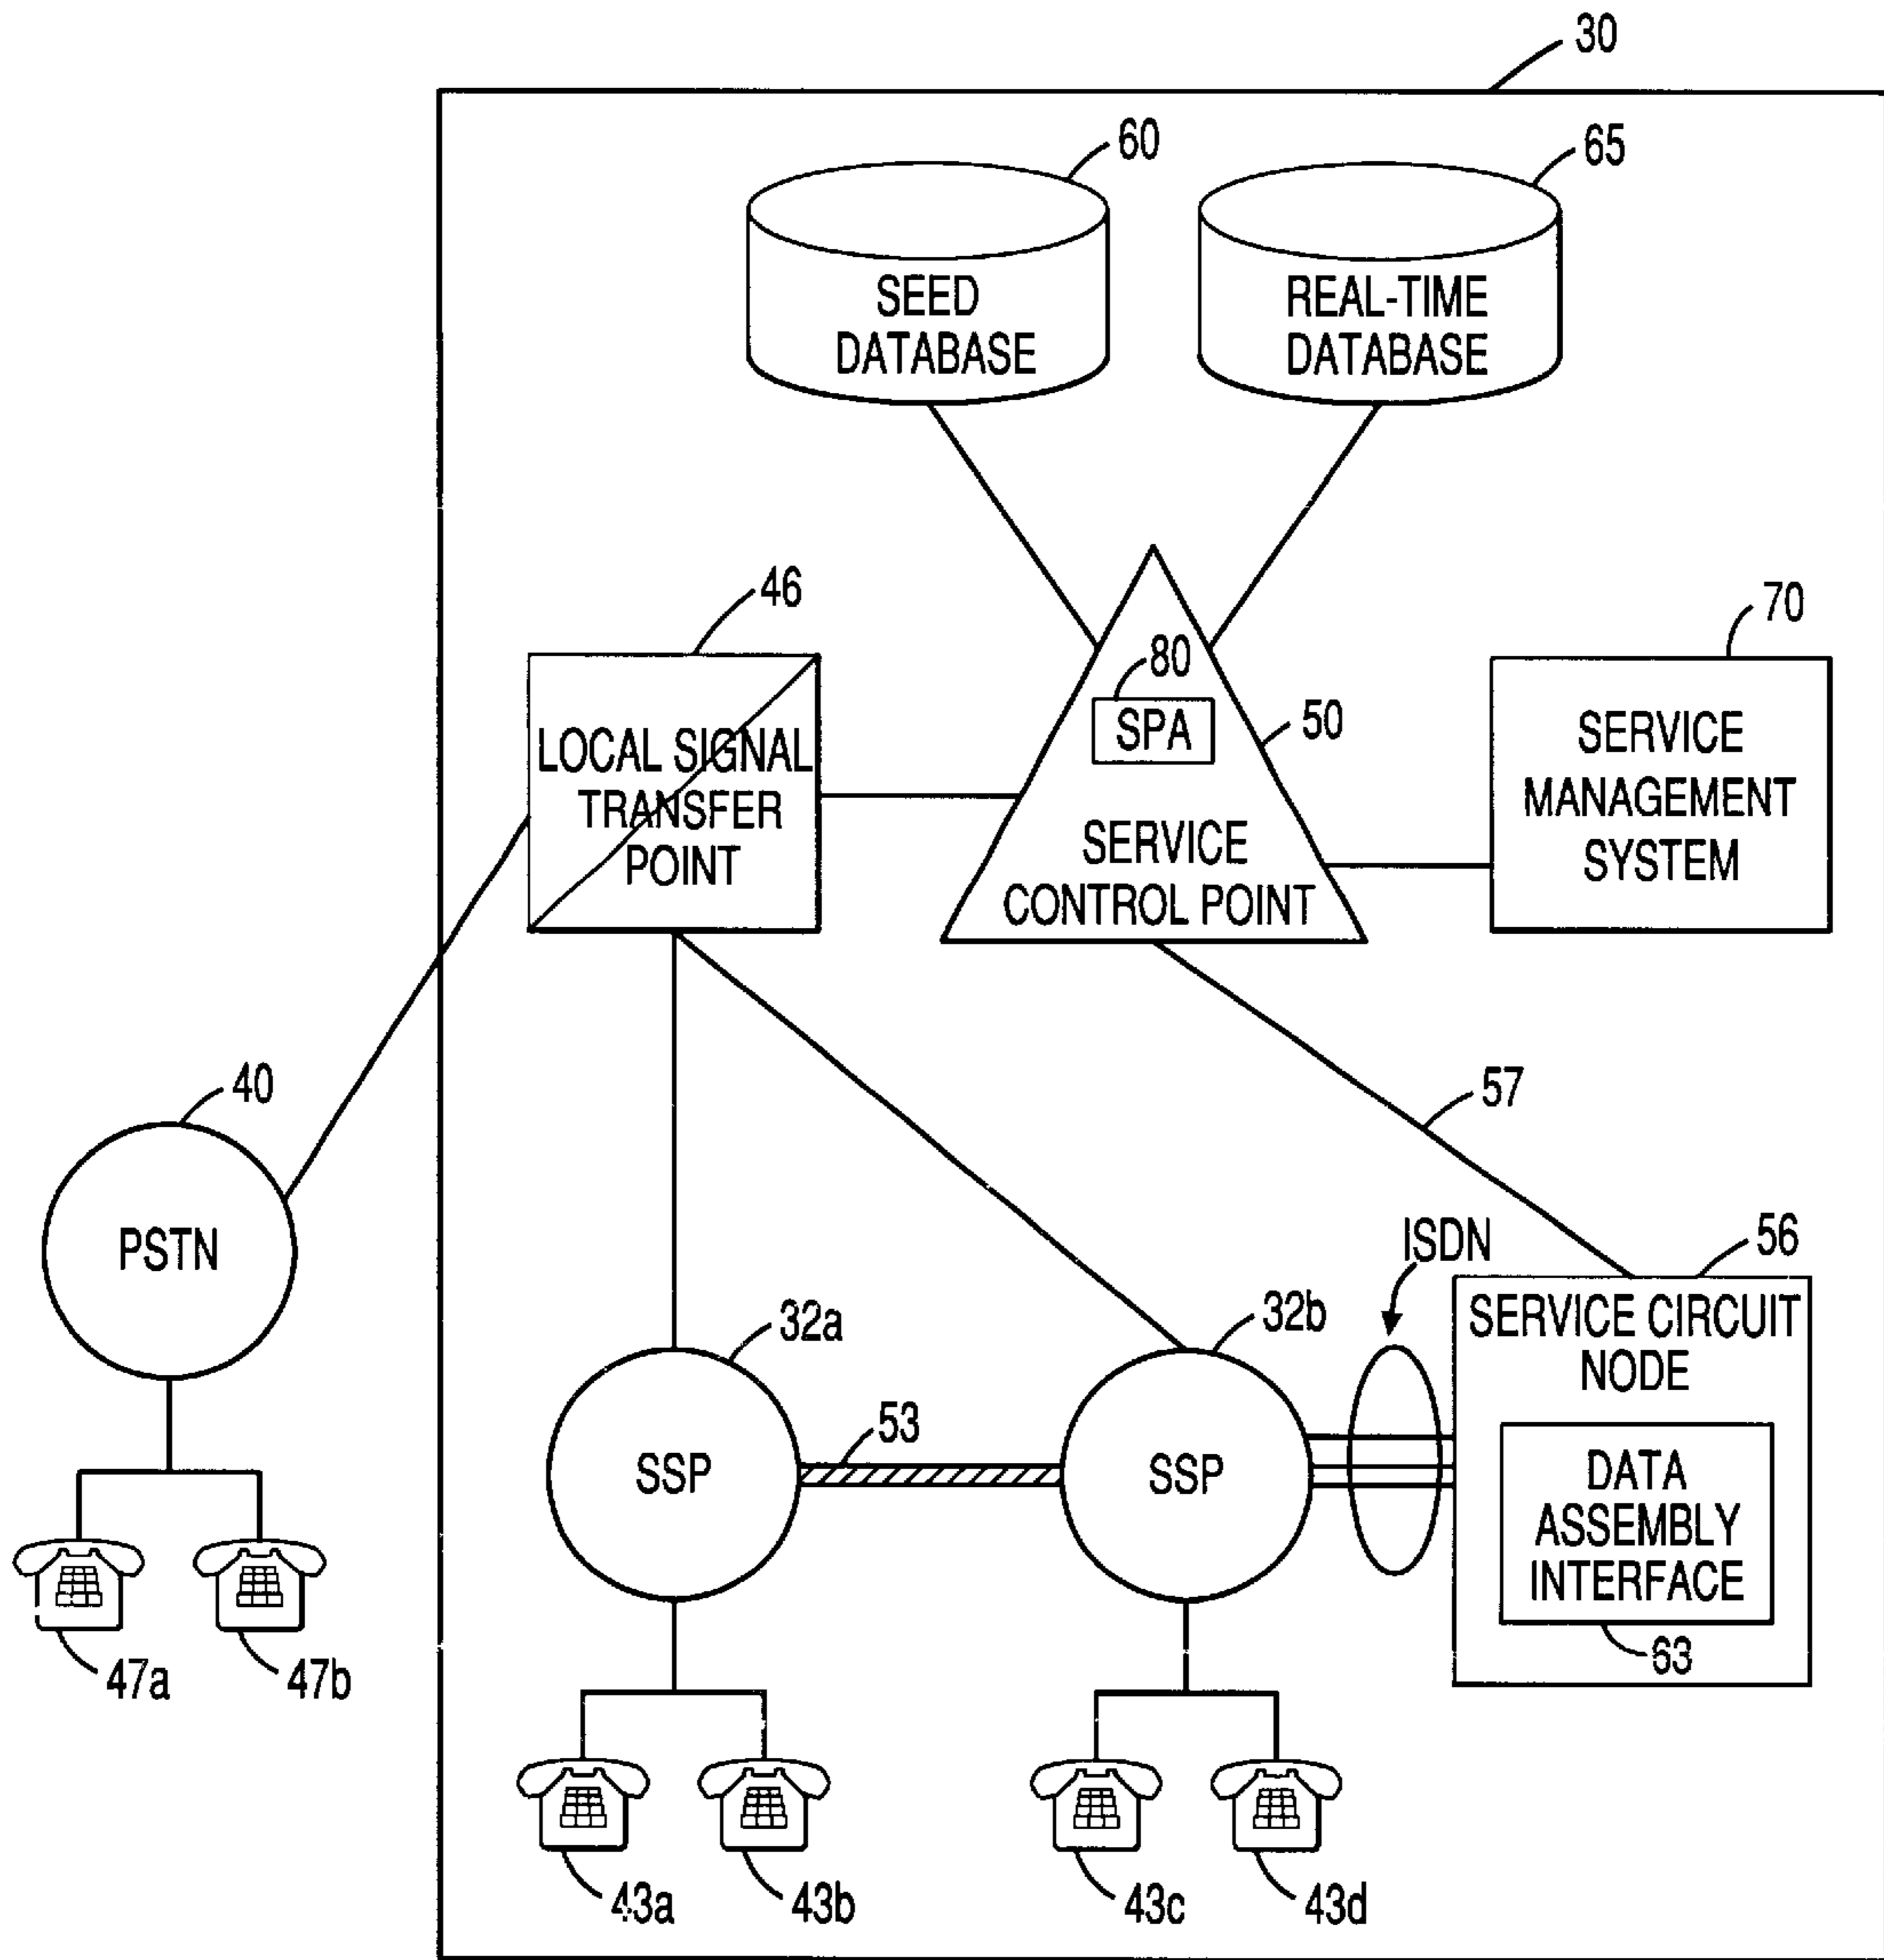 30
60
65
SEED
DATABASE
REAL-TIME
DATABASE
46
70
80
SPA
50
LOCAL SIGNAL
TRANSFER
POINT
SERVICE
CONTROL POINT
SERVICE
MANAGEMENT
SYSTEM
40
57
PSTN
ISDN
56
32a
32b
SERVICE CIRCUIT
NODE
53
SSP
SSP
DATA
ASSEMBLY
INTERFACE
63
47a
47b
43a
43b
43c
43d